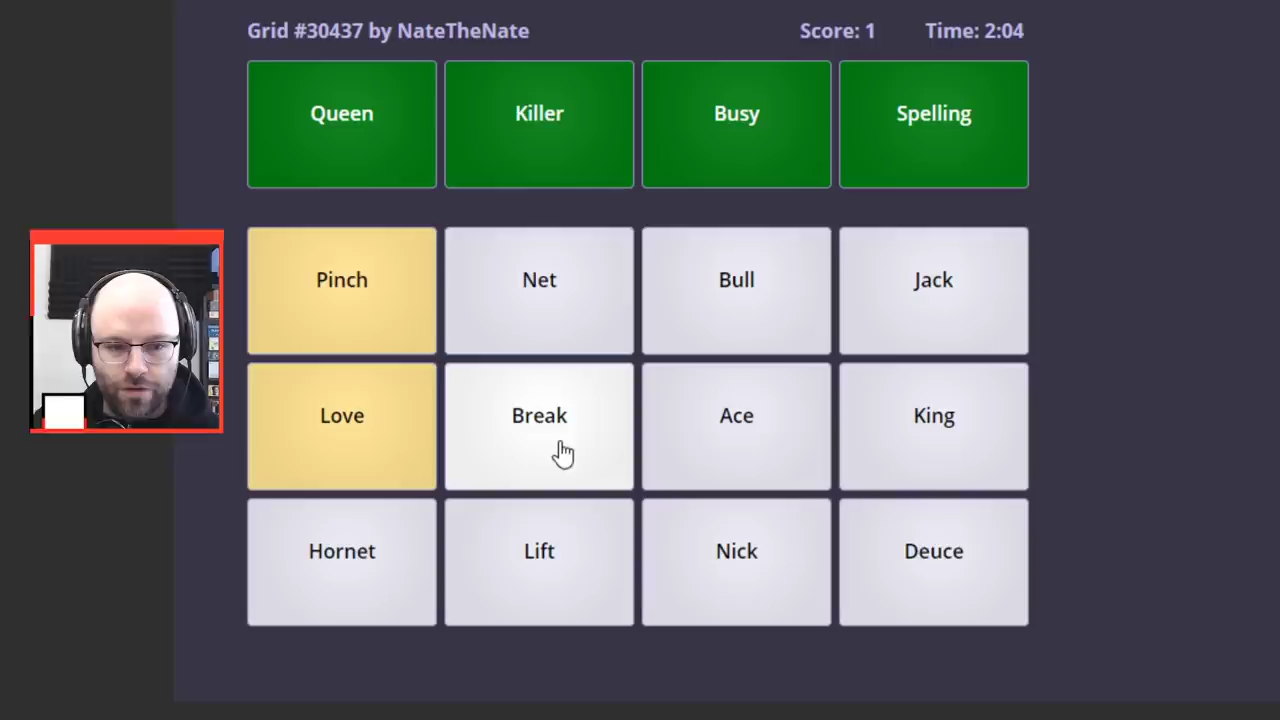 Grid #30437 by NateTheNate Score: 1 Time: 2:04
Queen Killer Busy Spelling
Pinch Net Bull Jack
Love Break Ace King
Hornet Lift Nick Deuce